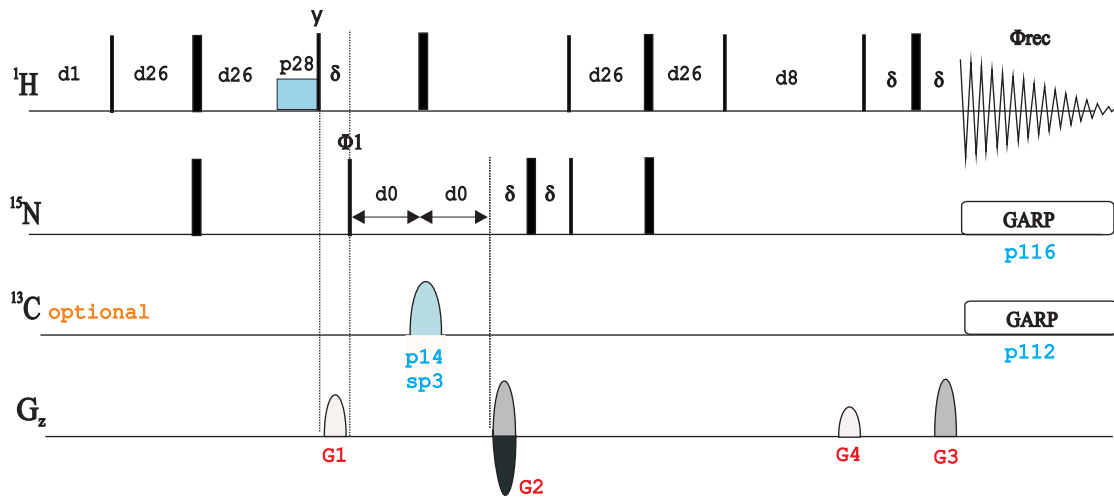 y
Φrec
¹H d1 d26 d26 p28 δ d26 d26 d8 δ δ
Φ1
¹⁵N d0 d0 δ δ GARP
p116
¹³C optional GARP
p14 p112
sp3
Gz
G1 G2 G4 G3